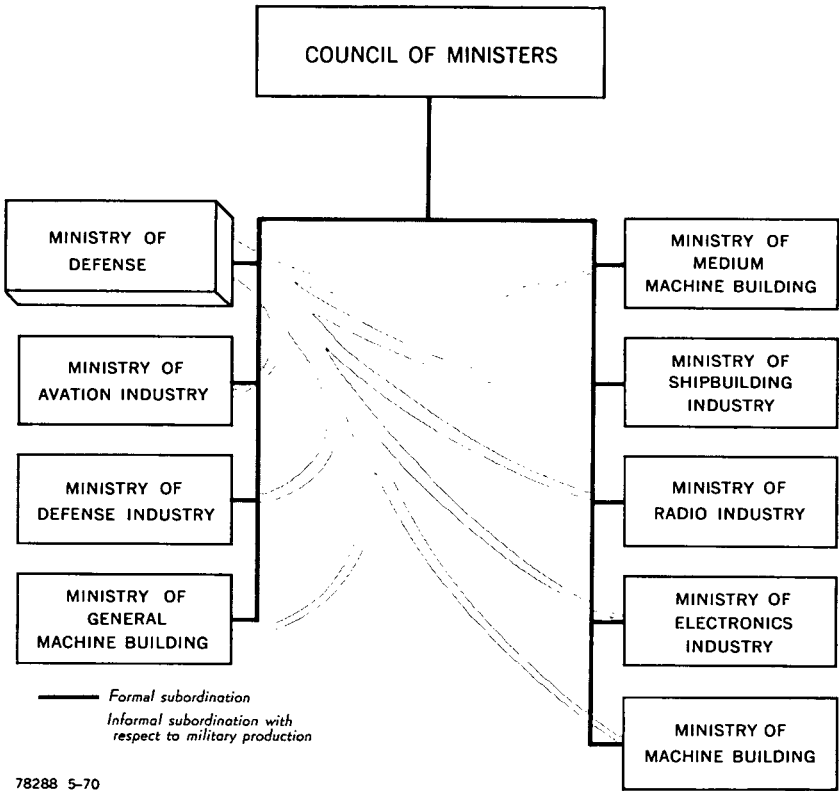 COUNCIL OF MINISTERS
MINISTRY OF
DEFENSE
MINISTRY OF
AVATION INDUSTRY
MINISTRY OF
DEFENSE INDUSTRY
MINISTRY OF
GENERAL
MACHINE BUILDING
MINISTRY OF
MEDIUM
MACHINE BUILDING
MINISTRY OF
SHIPBUILDING
INDUSTRY
MINISTRY OF
RADIO INDUSTRY
MINISTRY OF
ELECTRONICS
INDUSTRY
MINISTRY OF
MACHINE BUILDING
Formal subordination
Informal subordination with
respect to military production
78288 5-70